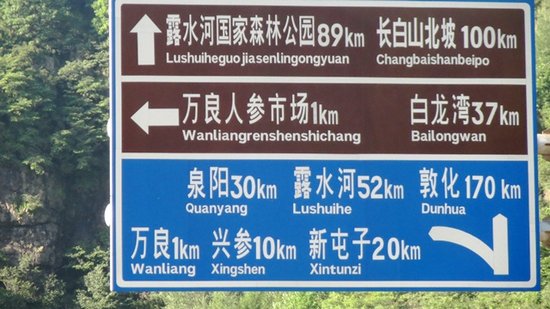 露水河国家森林公园89km 长白山北坡100km
Lushuiheguojiasenlingongyuan Changbaishanbeipo
万良人参市场1km 白龙湾37km
Wanliangrenshenshichang Bailongwan
泉阳30km 露水河52km 敦化170km
Quanyang Lushuihe Dunhua
万良1km 兴参10km 新屯子20km
Wanliang Xingshen Xintunzi